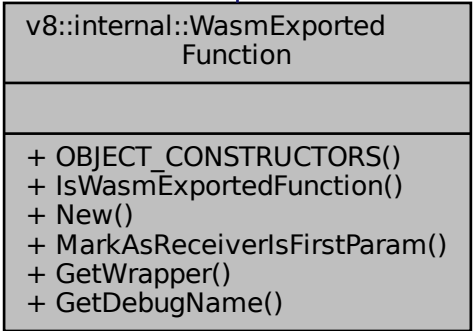 v8::internal::WasmExported
Function
+ OBJECT_CONSTRUCTORS()
+ IsWasmExportedFunction()
+ New()
+ MarkAsReceiverIsFirstParam()
+ GetWrapper()
+ GetDebugName()